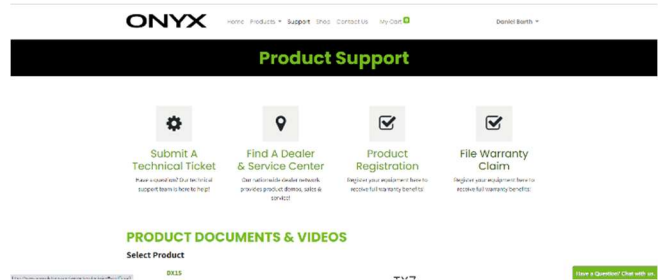 ONYX
Home Products Support Shop Contact Us My Cart 0 Daniel Barth
Product Support
Submit A
Technical Ticket
Have a question? Our technical
support team is here to help!
Find A Dealer
& Service Center
Our nationwide dealer network
provides product demos, sales &
service!
Product
Registration
Register your equipment here to
receive full warranty benefits!
File Warranty
Claim
Register your equipment here to
receive full warranty benefits!
PRODUCT DOCUMENTS & VIDEOS
Select Product
DX15
Have a Question? Chat with us